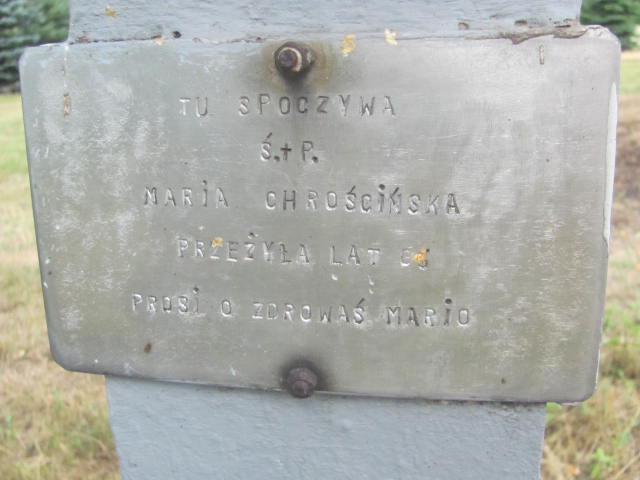 TU SPOCZYWA
Ś.+P.
MARIA CHROŚCIŃSKA
PRZEŻYŁA LAT
PROSI O ZDROWAŚ MARIO